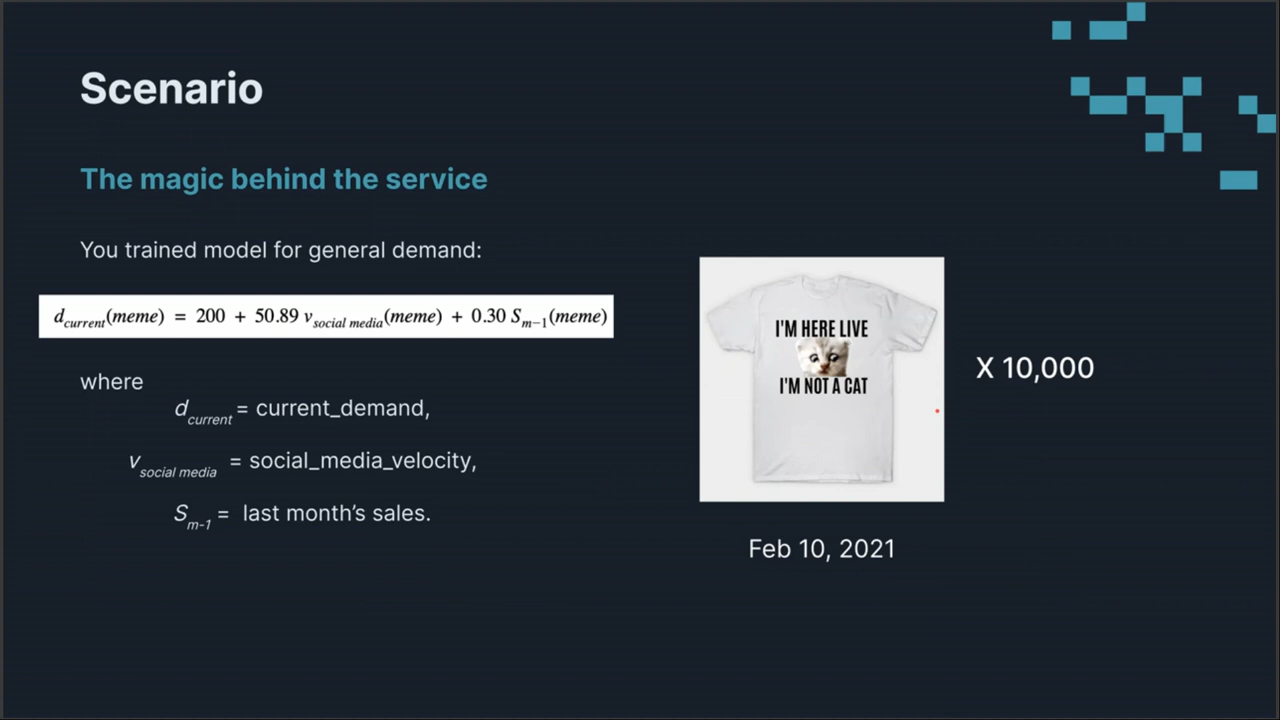 Scenario
The magic behind the service
You trained model for general demand:
d_current(meme) = 200 + 50.89 v_social media(meme) + 0.30 S_m−1(meme)
where
d_current = current_demand,
v_social media = social_media_velocity,
S_m-1 = last month’s sales.
I'M HERE LIVE
I'M NOT A CAT
X 10,000
Feb 10, 2021